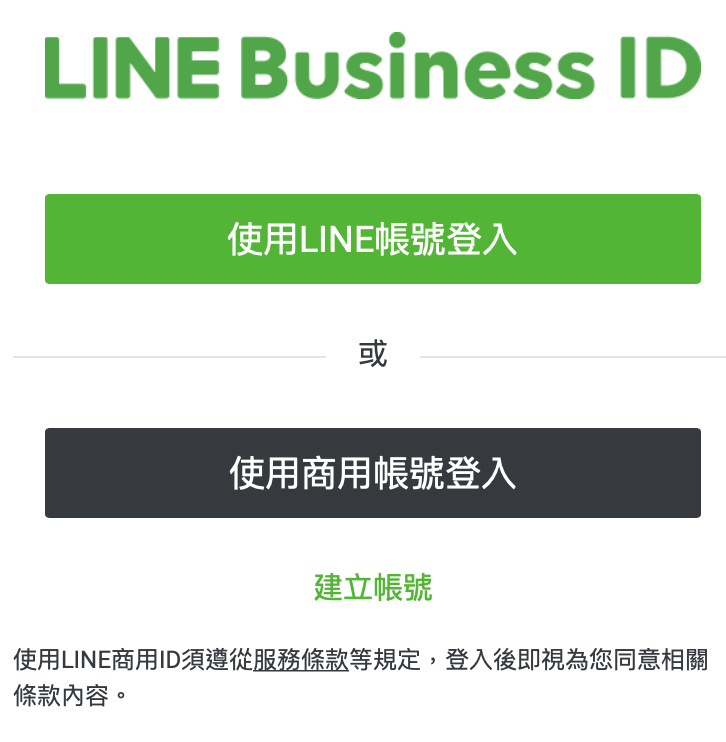 LINE Business ID
使用LINE帳號登入
或
使用商用帳號登入
建立帳號
使用LINE商用ID須遵從服務條款等規定，登入後即視為您同意相關
條款內容。